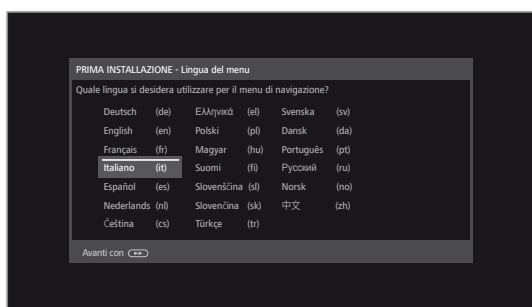 PRIMA INSTALLAZIONE - Lingua del menu
Quale lingua si desidera utilizzare per il menu di navigazione?
Deutsch (de) Ελληνικά (el) Svenska (sv)
English (en) Polski (pl) Dansk (da)
Français (fr) Magyar (hu) Português (pt)
Italiano (it) Suomi (fi) Русский (ru)
Español (es) Slovenščina (sl) Norsk (no)
Nederlands (nl) Slovenčina (sk) 中文 (zh)
Čeština (cs) Türkçe (tr)
Avanti con